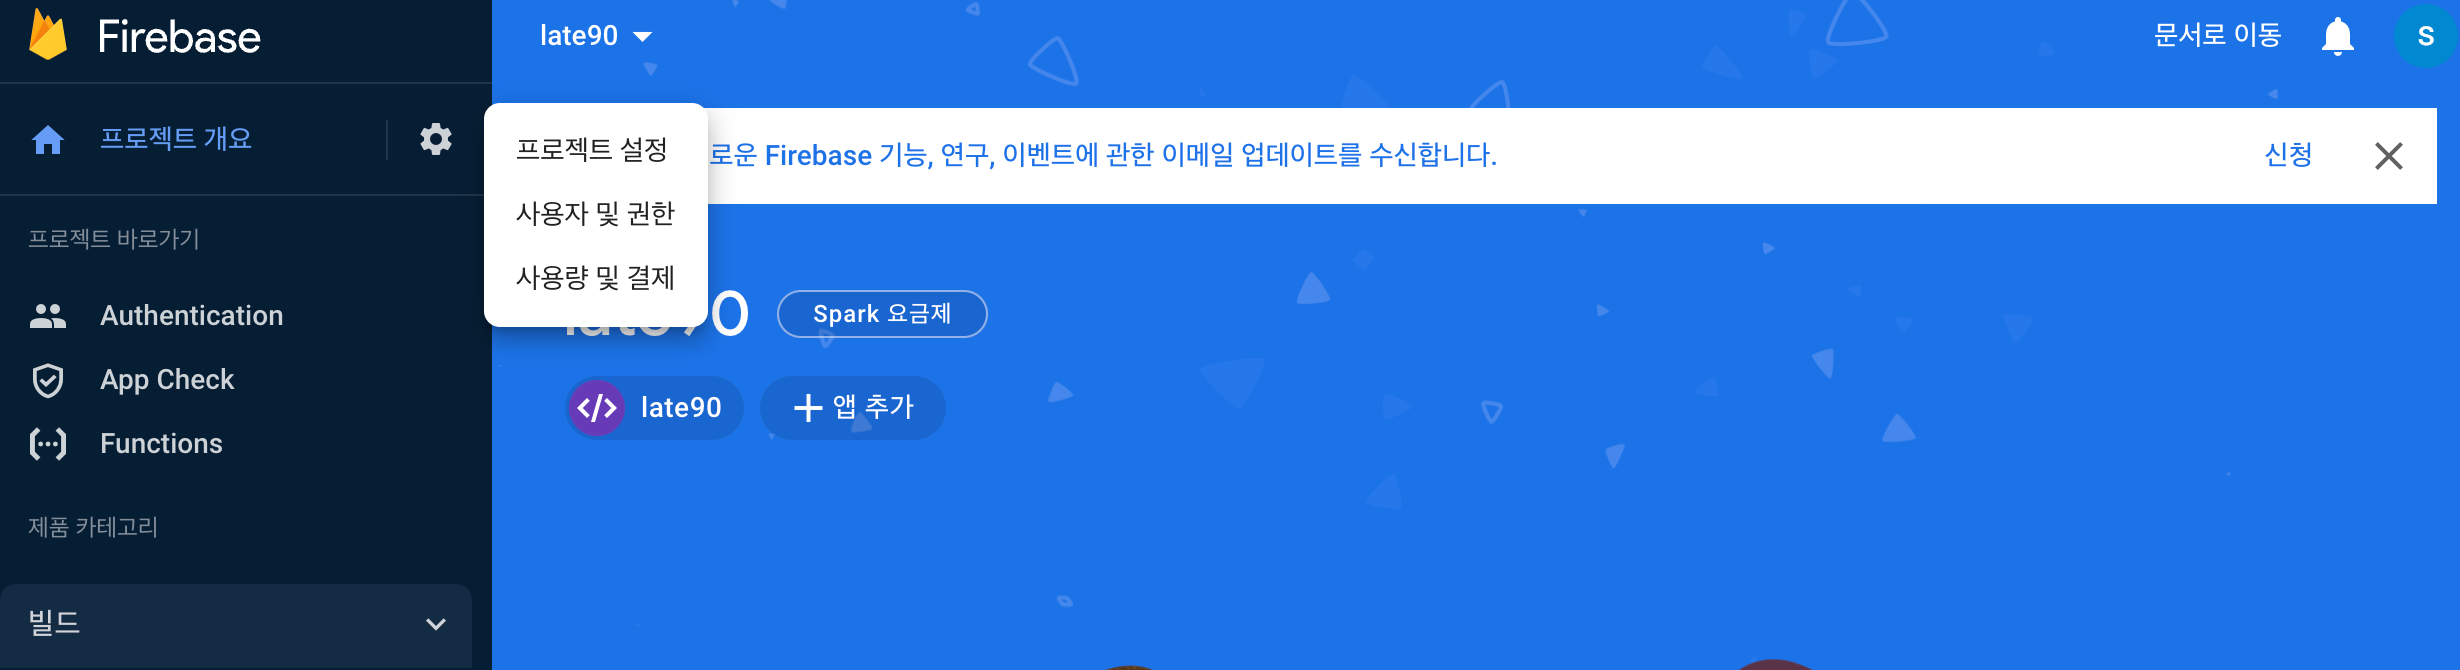 Firebase
프로젝트 개요
프로젝트 바로가기
Authentication
App Check
Functions
제품 카테고리
빌드
late90
문서로 이동
S
프로젝트 설정
사용자 및 권한
사용량 및 결제
로운 Firebase 기능, 연구, 이벤트에 관한 이메일 업데이트를 수신합니다.
신청
late90
Spark 요금제
late90
앱 추가